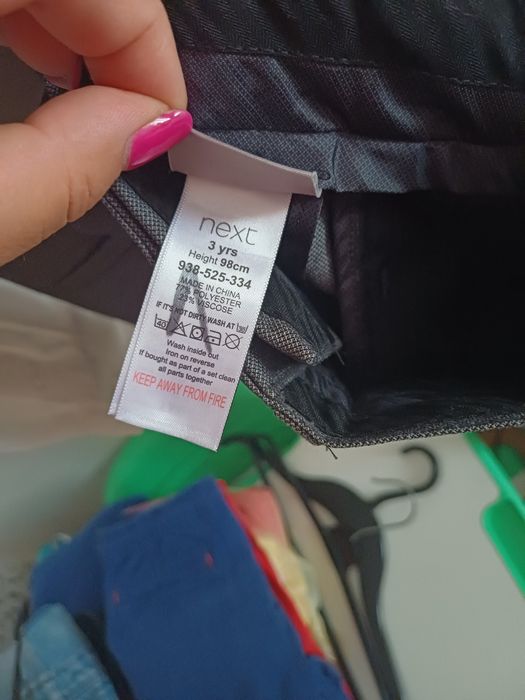 next
3 yrs
Height 98cm
938-525-334
MADE IN CHINA
77% POLYESTER
23% VISCOSE
IF IT'S NOT DIRTY, WASH AT 30
40
Wash inside out
Iron on reverse
If bought as part of a set clean
all parts together
KEEP AWAY FROM FIRE